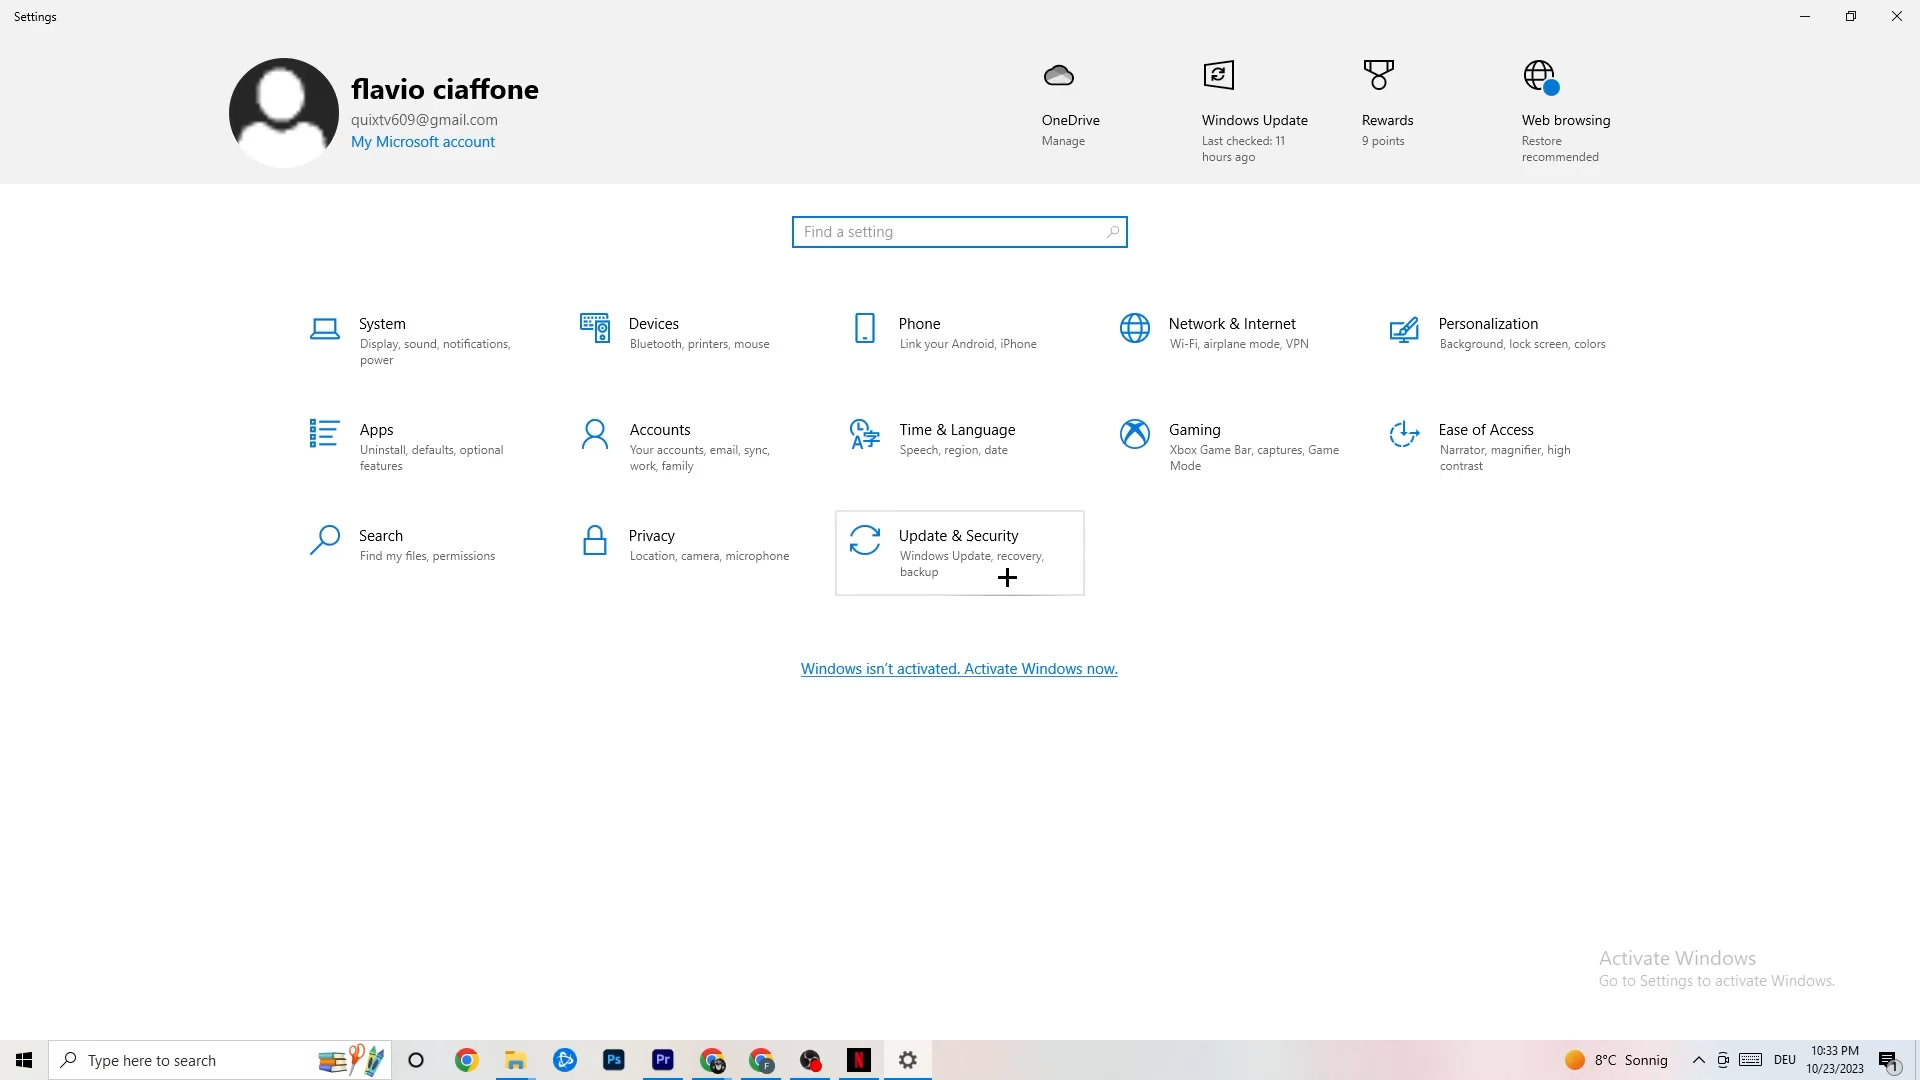 Settings
flavio ciaffone
quixtv609@gmail.com
My Microsoft account
OneDrive
Manage
Windows Update
Last checked: 11
hours ago
Rewards
9 points
Web browsing
Restore
recommended
Find a setting
System
Display, sound, notifications,
power
Devices
Bluetooth, printers, mouse
Phone
Link your Android, iPhone
Network & Internet
Wi-Fi, airplane mode, VPN
Personalization
Background, lock screen, colors
Apps
Uninstall, defaults, optional
features
Accounts
Your accounts, email, sync,
work, family
Time & Language
Speech, region, date
Gaming
Xbox Game Bar, captures, Game
Mode
Ease of Access
Narrator, magnifier, high
contrast
Search
Find my files, permissions
Privacy
Location, camera, microphone
Update & Security
Windows Update, recovery,
backup
Windows isn't activated. Activate Windows now.
Activate Windows
Go to Settings to activate Windows.
Type here to search
Ps
Pr
F
N
8°C Sonnig
DEU
10:33 PM
10/23/2023
1